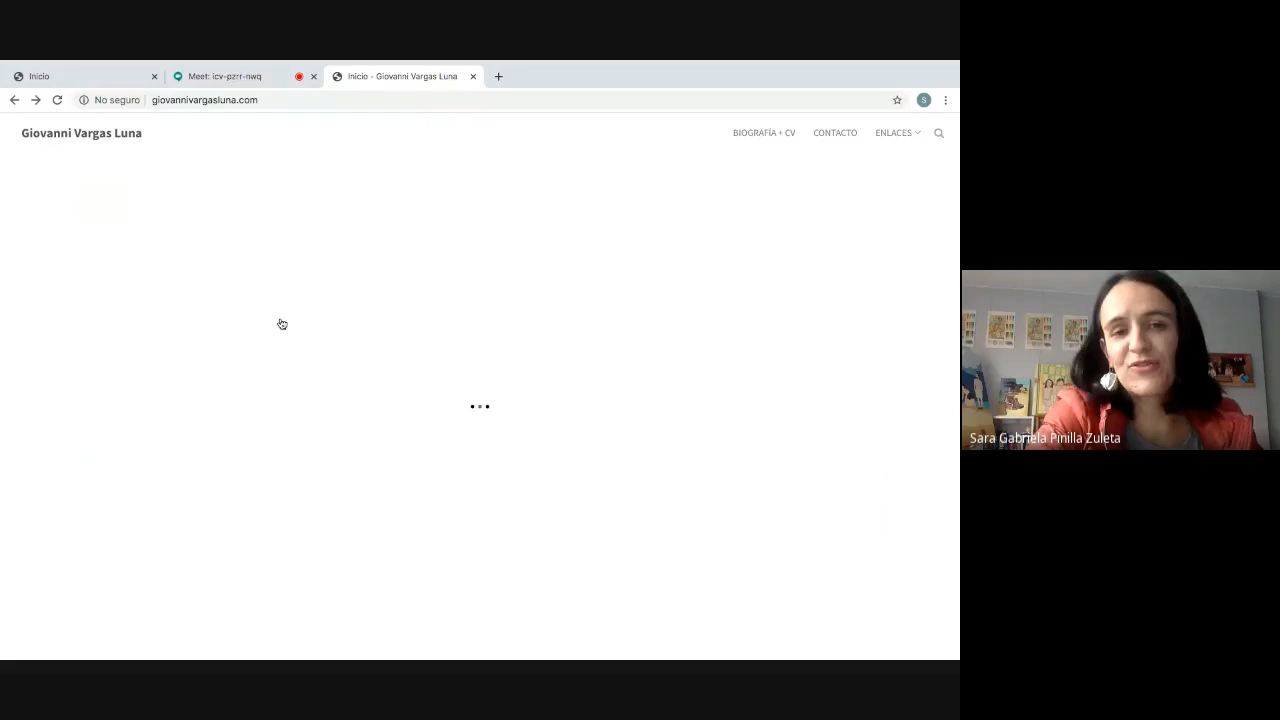 Inicio
Meet: icv-pzrr-nwq
Inicio - Giovanni Vargas Luna
No seguro
giovannivargasluna.com
S
Giovanni Vargas Luna
BIOGRAFÍA + CV
CONTACTO
ENLACES
Sara Gabriela Pinilla Zuleta